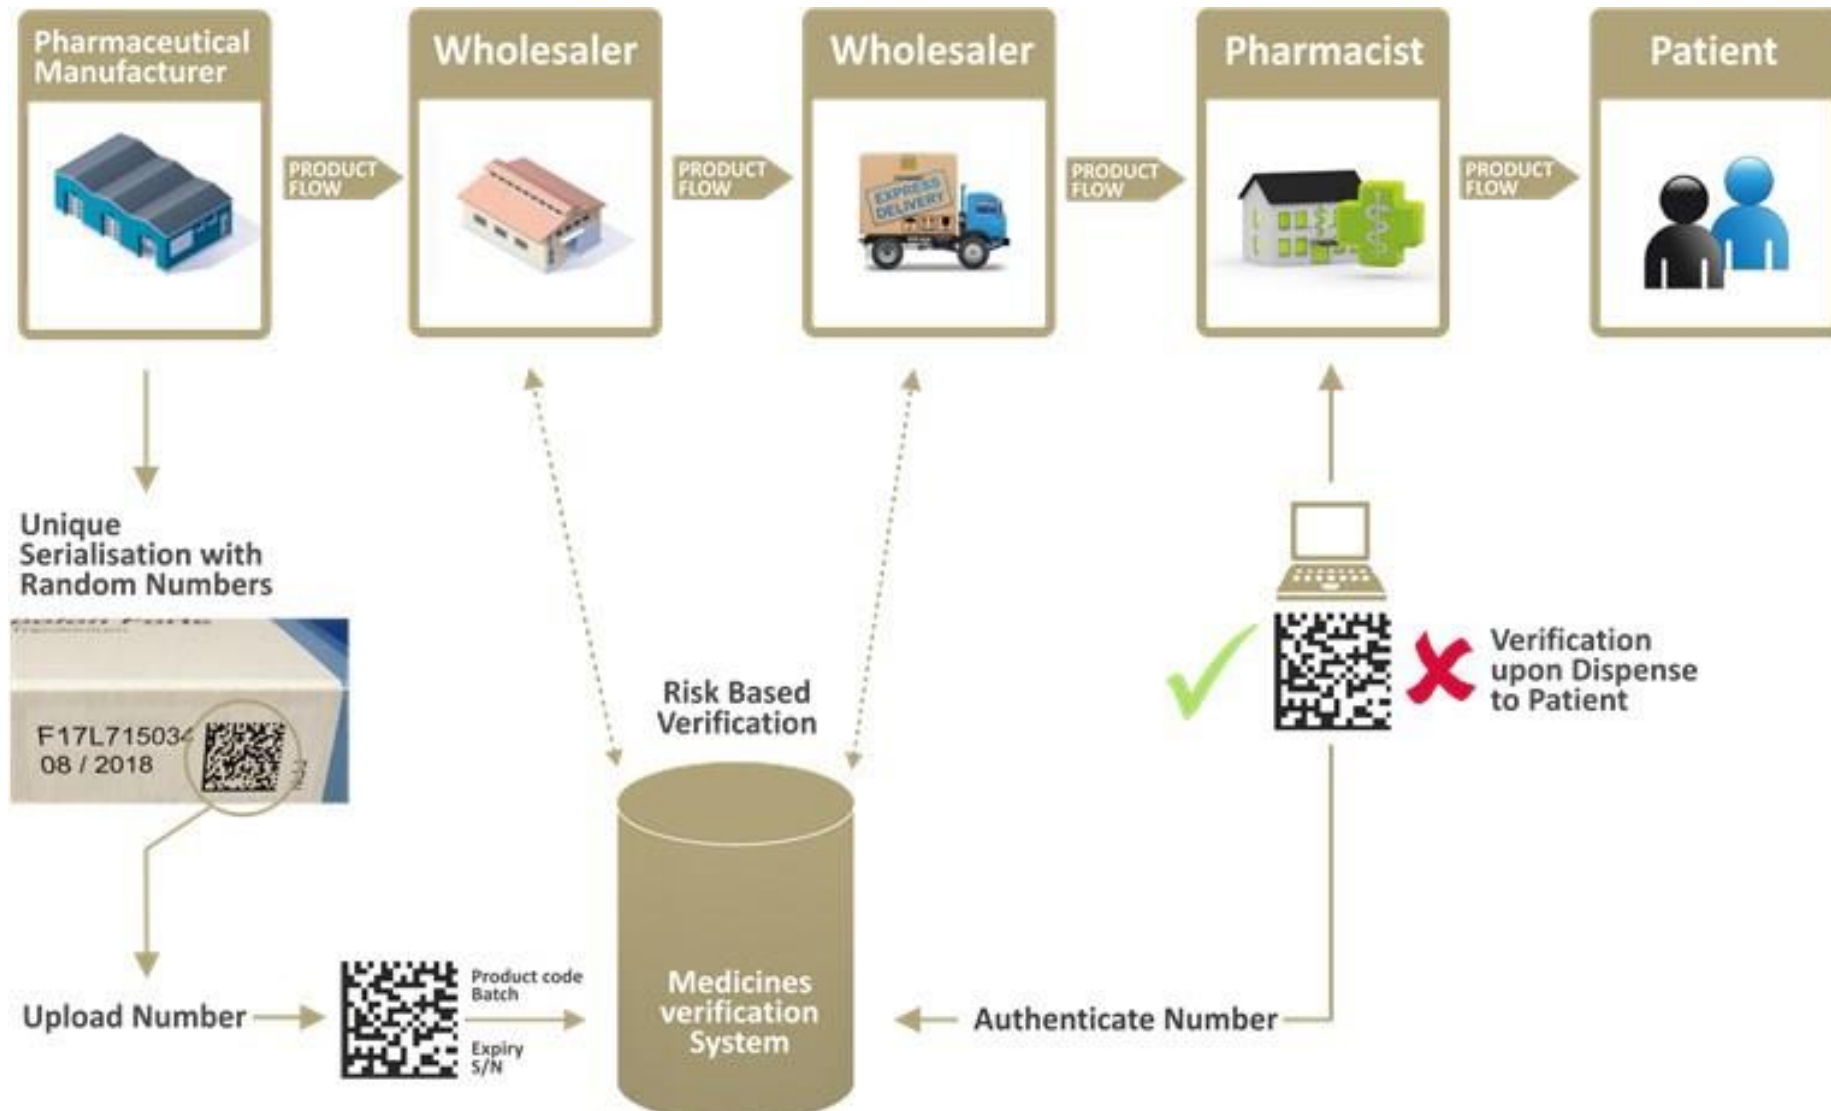 Pharmaceutical
Manufacturer
Wholesaler
Wholesaler
Pharmacist
Patient
PRODUCT
FLOW
PRODUCT
FLOW
EXPRESS
DELIVERY
PRODUCT
FLOW
PRODUCT
FLOW
Unique
Serialisation with
Random Numbers
F17L715034
08 / 2018
Upload Number
Product code
Batch
Expiry
S/N
Risk Based
Verification
Medicines
verification
System
Verification
upon Dispense
to Patient
Authenticate Number